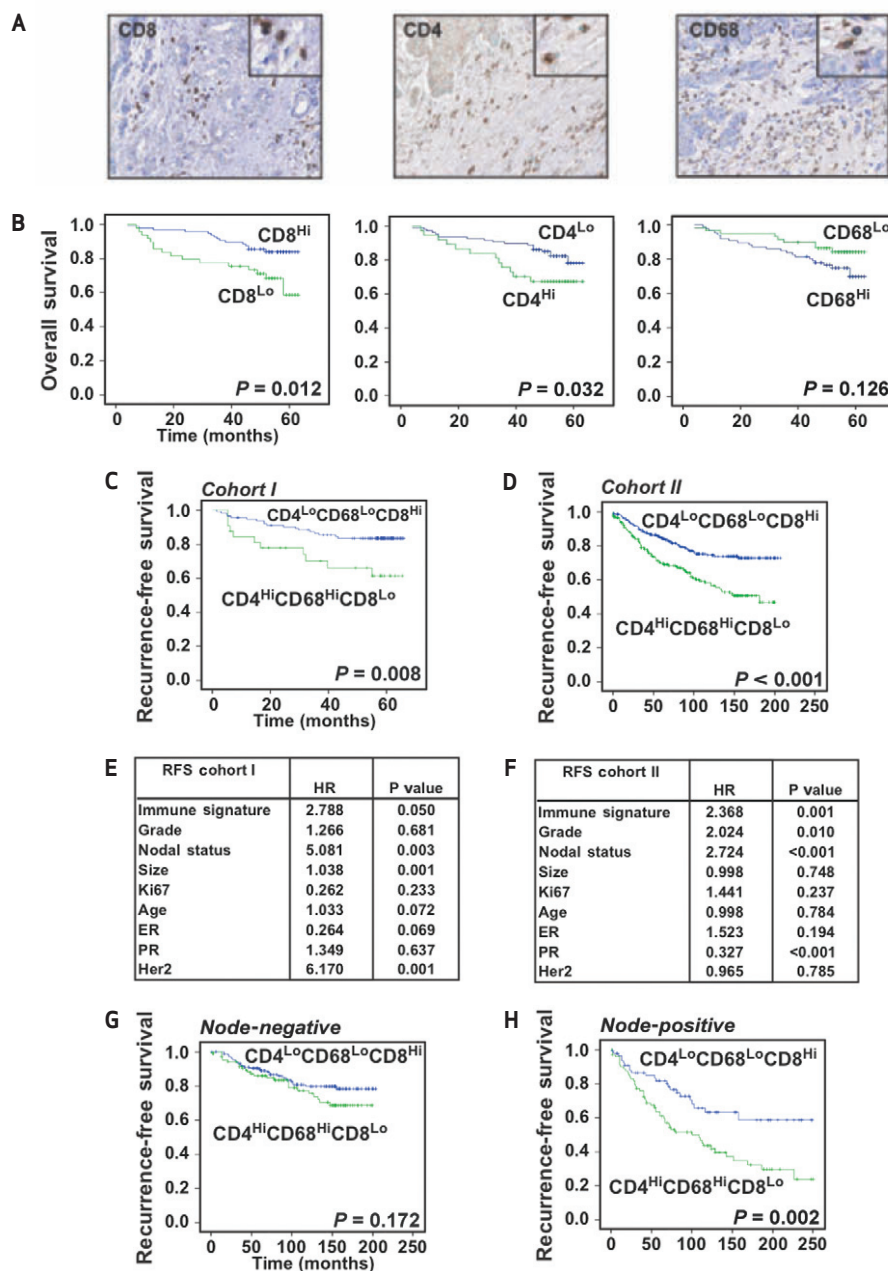 A
CD8
CD4
CD68
B
Overall survival
1.0
0.8
0.6
0.4
0.2
0.0
CD8Hi
CD8Lo
P = 0.012
0 20 40 60
Time (months)
1.0
0.8
0.6
0.4
0.2
0.0
CD4Lo
CD4Hi
P = 0.032
0 20 40 60
1.0
0.8
0.6
0.4
0.2
0.0
CD68Lo
CD68Hi
P = 0.126
0 20 40 60
C
Cohort I
Recurrence-free survival
1.0
0.8
0.6
0.4
0.2
0.0
CD4LoCD68LoCD8Hi
CD4HiCD68HiCD8Lo
P = 0.008
0 20 40 60
Time (months)
D
Cohort II
Recurrence-free survival
1.0
0.8
0.6
0.4
0.2
0.0
CD4LoCD68LoCD8Hi
CD4HiCD68HiCD8Lo
P < 0.001
0 50 100 150 200 250
E
RFS cohort I HR P value
Immune signature 2.788 0.050
Grade 1.266 0.681
Nodal status 5.081 0.003
Size 1.038 0.001
Ki67 0.262 0.233
Age 1.033 0.072
ER 0.264 0.069
PR 1.349 0.637
Her2 6.170 0.001
F
RFS cohort II HR P value
Immune signature 2.368 0.001
Grade 2.024 0.010
Nodal status 2.724 <0.001
Size 0.998 0.748
Ki67 1.441 0.237
Age 0.998 0.784
ER 1.523 0.194
PR 0.327 <0.001
Her2 0.965 0.785
G
Node-negative
Recurrence-free survival
1.0
0.8
0.6
0.4
0.2
0.0
CD4LoCD68LoCD8Hi
CD4HiCD68HiCD8Lo
P = 0.172
0 50 100 150 200 250
Time (months)
H
Node-positive
Recurrence-free survival
1.0
0.8
0.6
0.4
0.2
0.0
CD4LoCD68LoCD8Hi
CD4HiCD68HiCD8Lo
P = 0.002
0 50 100 150 200 250
Time (months)